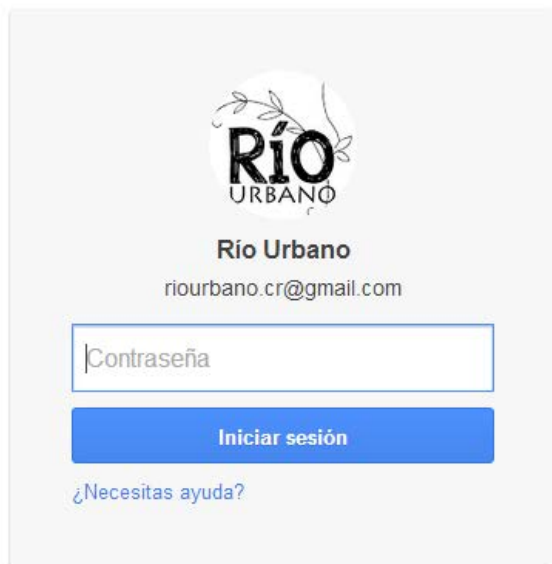 RÍO
URBANO
Río Urbano
riourbano.cr@gmail.com
Contraseña
Iniciar sesión
¿Necesitas ayuda?